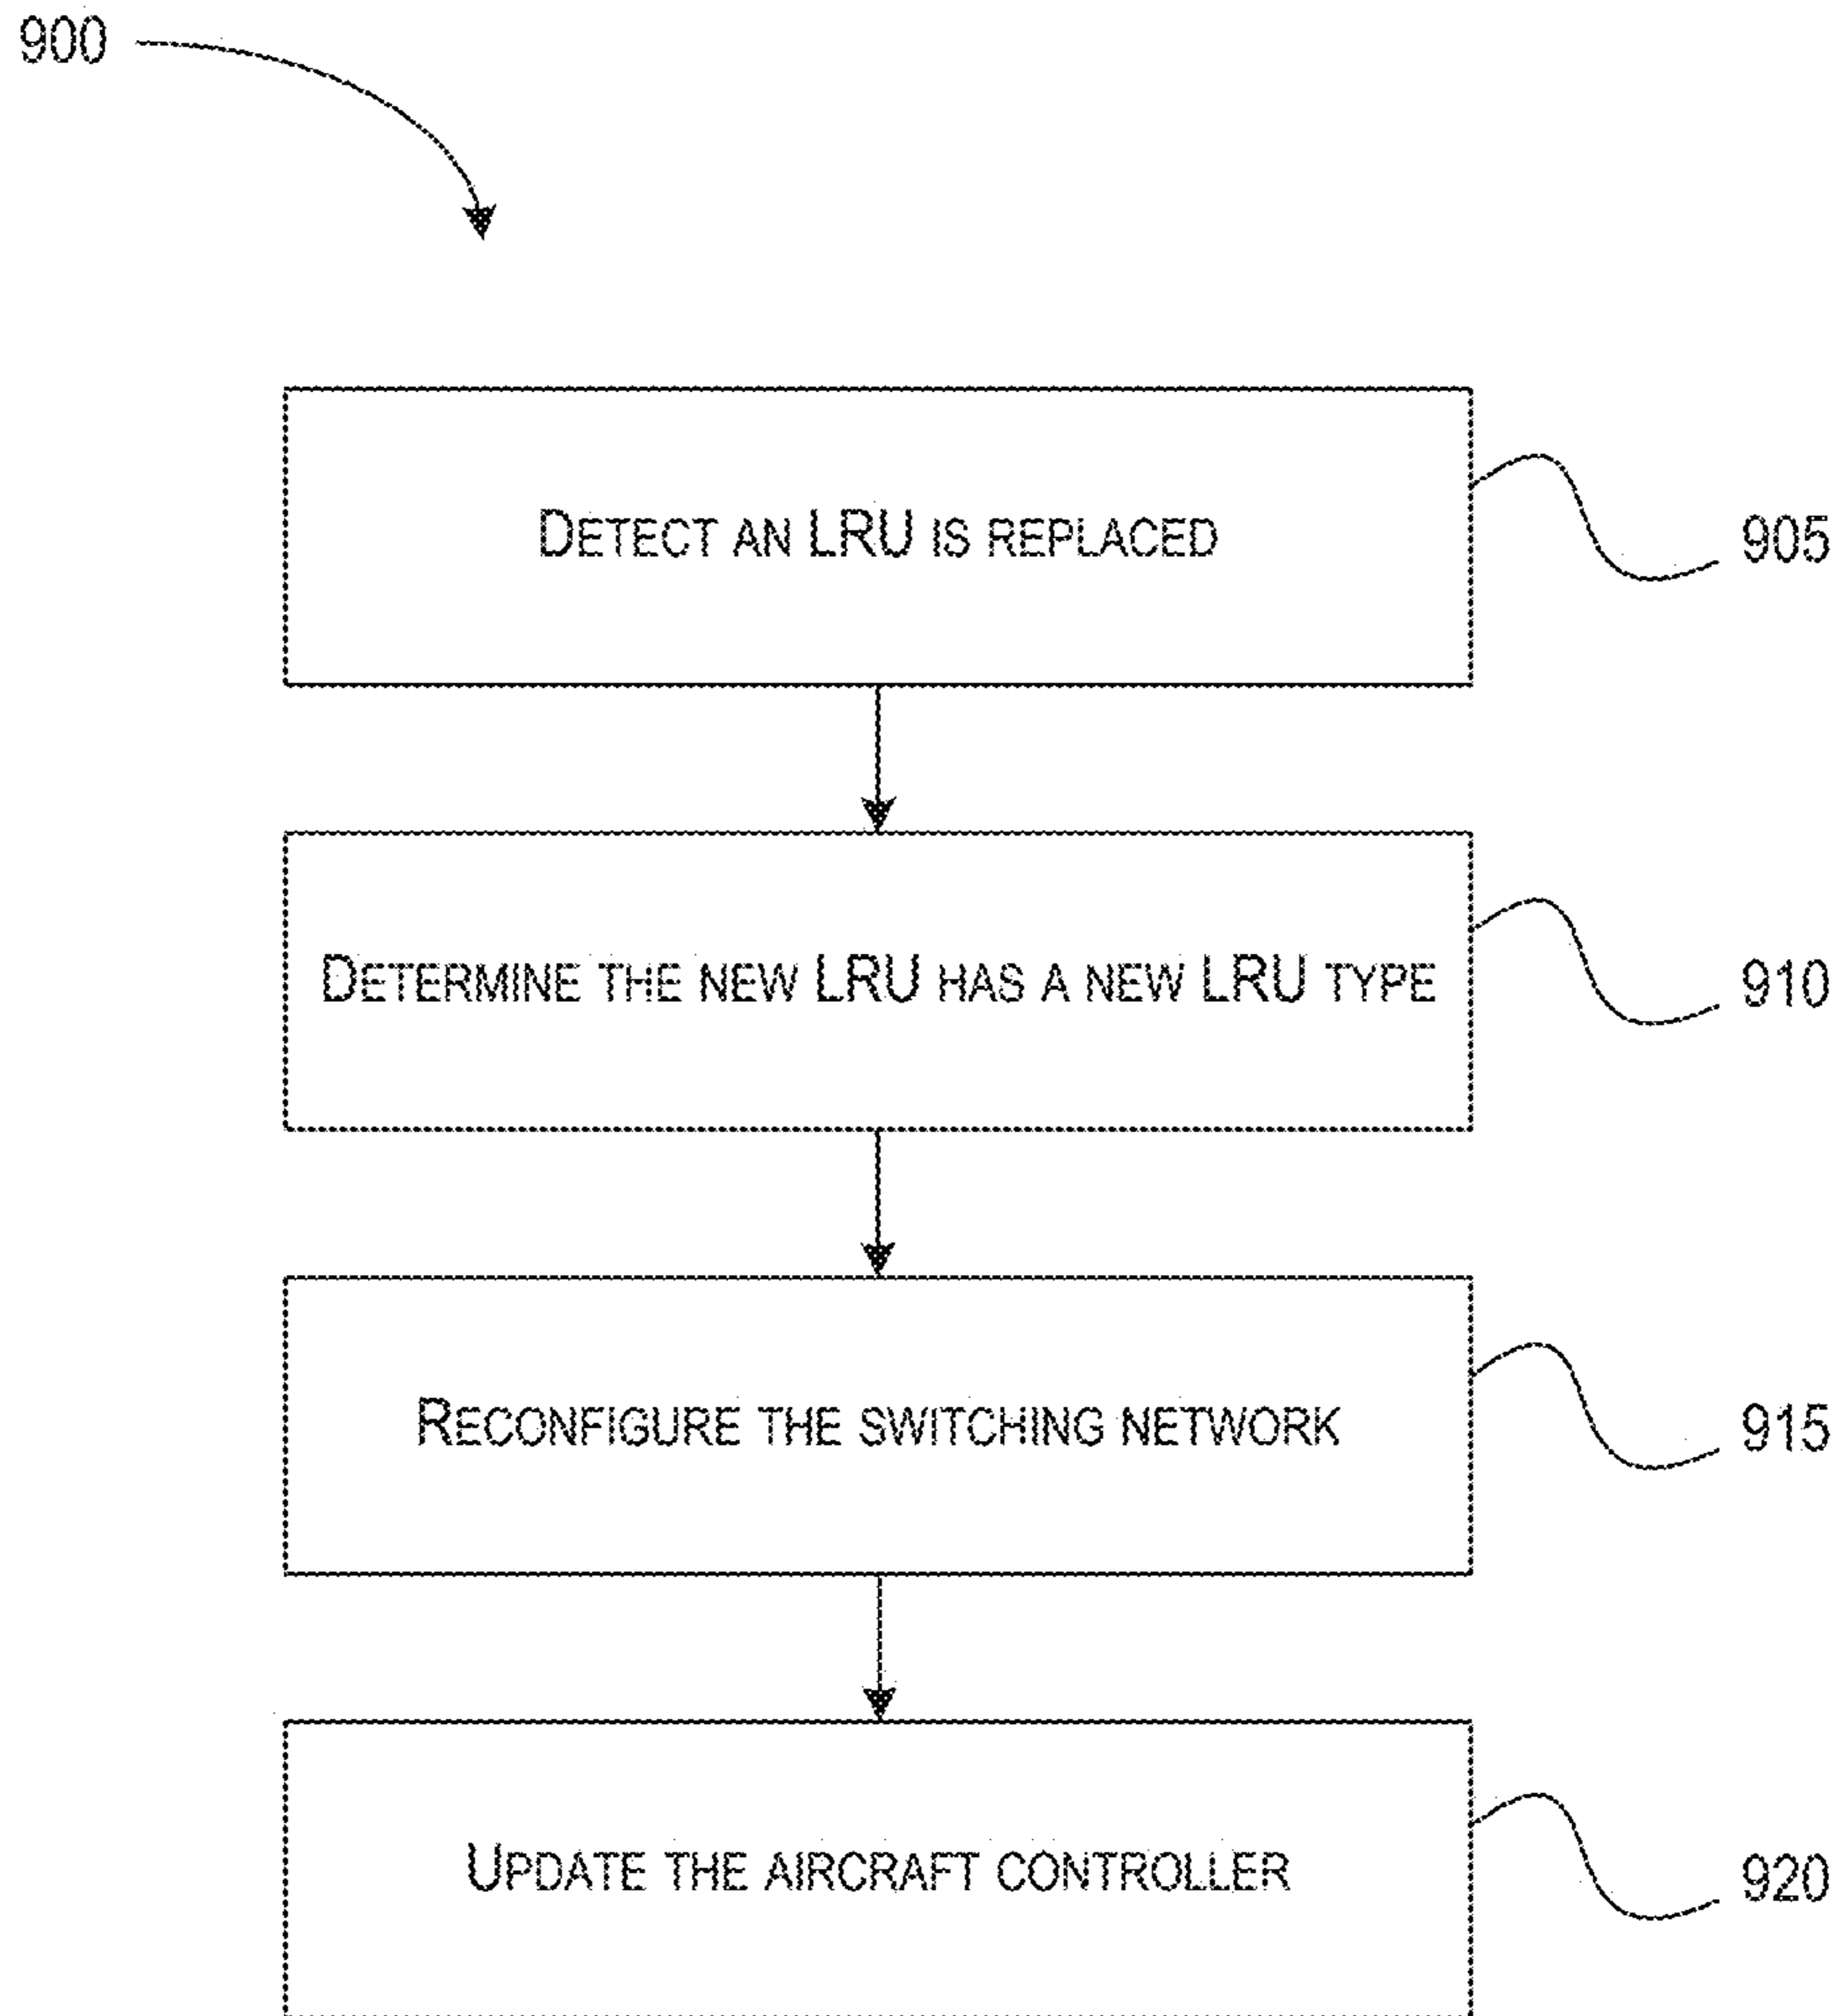 900
DETECT AN LRU IS REPLACED
905
DETERMINE THE NEW LRU HAS A NEW LRU TYPE
910
RECONFIGURE THE SWITCHING NETWORK
915
UPDATE THE AIRCRAFT CONTROLLER
920